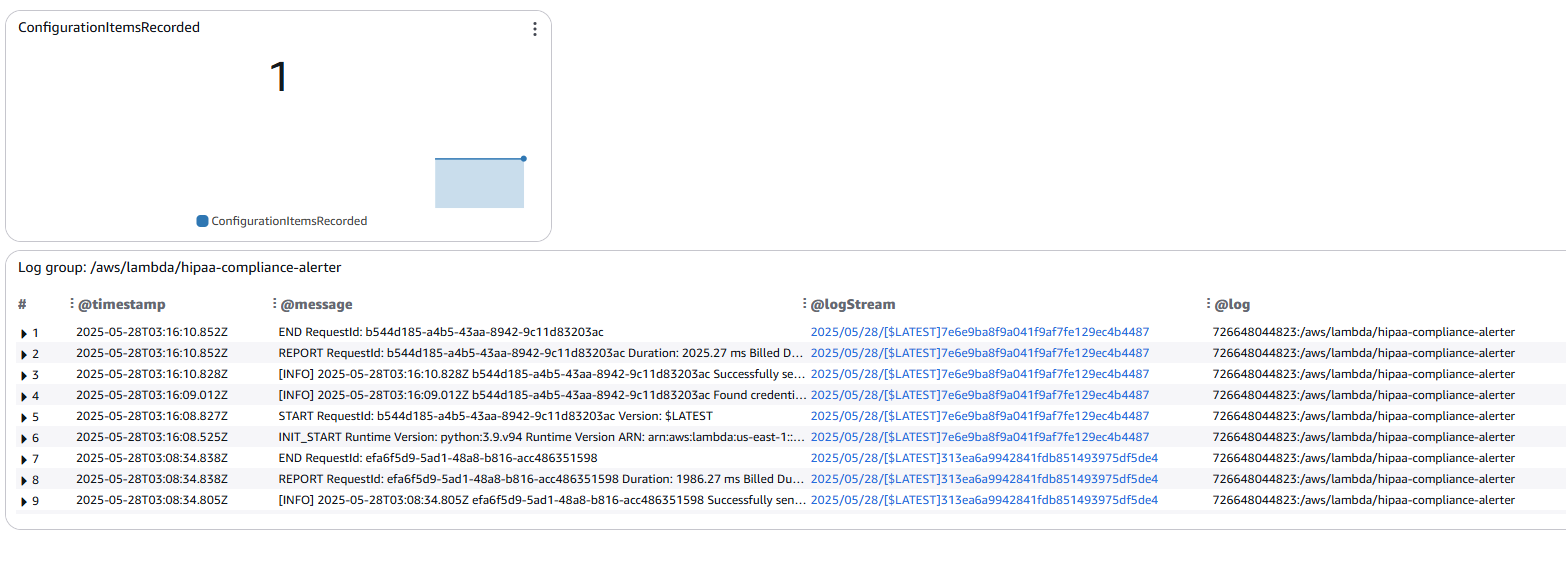 ConfigurationItemsRecorded
1
ConfigurationItemsRecorded
Log group: /aws/lambda/hipaa-compliance-alerter
# @timestamp @message @logStream @log
1 2025-05-28T03:16:10.852Z END RequestId: b544d185-a4b5-43aa-8942-9c11d83203ac 2025/05/28/[$LATEST]7e6e9ba8f9a041f9af7fe129ec4b4487 726648044823:/aws/lambda/hipaa-compliance-alerter
2 2025-05-28T03:16:10.852Z REPORT RequestId: b544d185-a4b5-43aa-8942-9c11d83203ac Duration: 2025.27 ms Billed D... 2025/05/28/[$LATEST]7e6e9ba8f9a041f9af7fe129ec4b4487 726648044823:/aws/lambda/hipaa-compliance-alerter
3 2025-05-28T03:16:10.828Z [INFO] 2025-05-28T03:16:10.828Z b544d185-a4b5-43aa-8942-9c11d83203ac Successfully se... 2025/05/28/[$LATEST]7e6e9ba8f9a041f9af7fe129ec4b4487 726648044823:/aws/lambda/hipaa-compliance-alerter
4 2025-05-28T03:16:09.012Z [INFO] 2025-05-28T03:16:09.012Z b544d185-a4b5-43aa-8942-9c11d83203ac Found credenti... 2025/05/28/[$LATEST]7e6e9ba8f9a041f9af7fe129ec4b4487 726648044823:/aws/lambda/hipaa-compliance-alerter
5 2025-05-28T03:16:08.827Z START RequestId: b544d185-a4b5-43aa-8942-9c11d83203ac Version: $LATEST 2025/05/28/[$LATEST]7e6e9ba8f9a041f9af7fe129ec4b4487 726648044823:/aws/lambda/hipaa-compliance-alerter
6 2025-05-28T03:16:08.525Z INIT_START Runtime Version: python:3.9.v94 Runtime Version ARN: arn:aws:lambda:us-east-1::... 2025/05/28/[$LATEST]7e6e9ba8f9a041f9af7fe129ec4b4487 726648044823:/aws/lambda/hipaa-compliance-alerter
7 2025-05-28T03:08:34.838Z END RequestId: efa6f5d9-5ad1-48a8-b816-acc486351598 2025/05/28/[$LATEST]313ea6a9942841fdb851493975df5de4 726648044823:/aws/lambda/hipaa-compliance-alerter
8 2025-05-28T03:08:34.838Z REPORT RequestId: efa6f5d9-5ad1-48a8-b816-acc486351598 Duration: 1986.27 ms Billed Du... 2025/05/28/[$LATEST]313ea6a9942841fdb851493975df5de4 726648044823:/aws/lambda/hipaa-compliance-alerter
9 2025-05-28T03:08:34.805Z [INFO] 2025-05-28T03:08:34.805Z efa6f5d9-5ad1-48a8-b816-acc486351598 Successfully sen... 2025/05/28/[$LATEST]313ea6a9942841fdb851493975df5de4 726648044823:/aws/lambda/hipaa-compliance-alerter